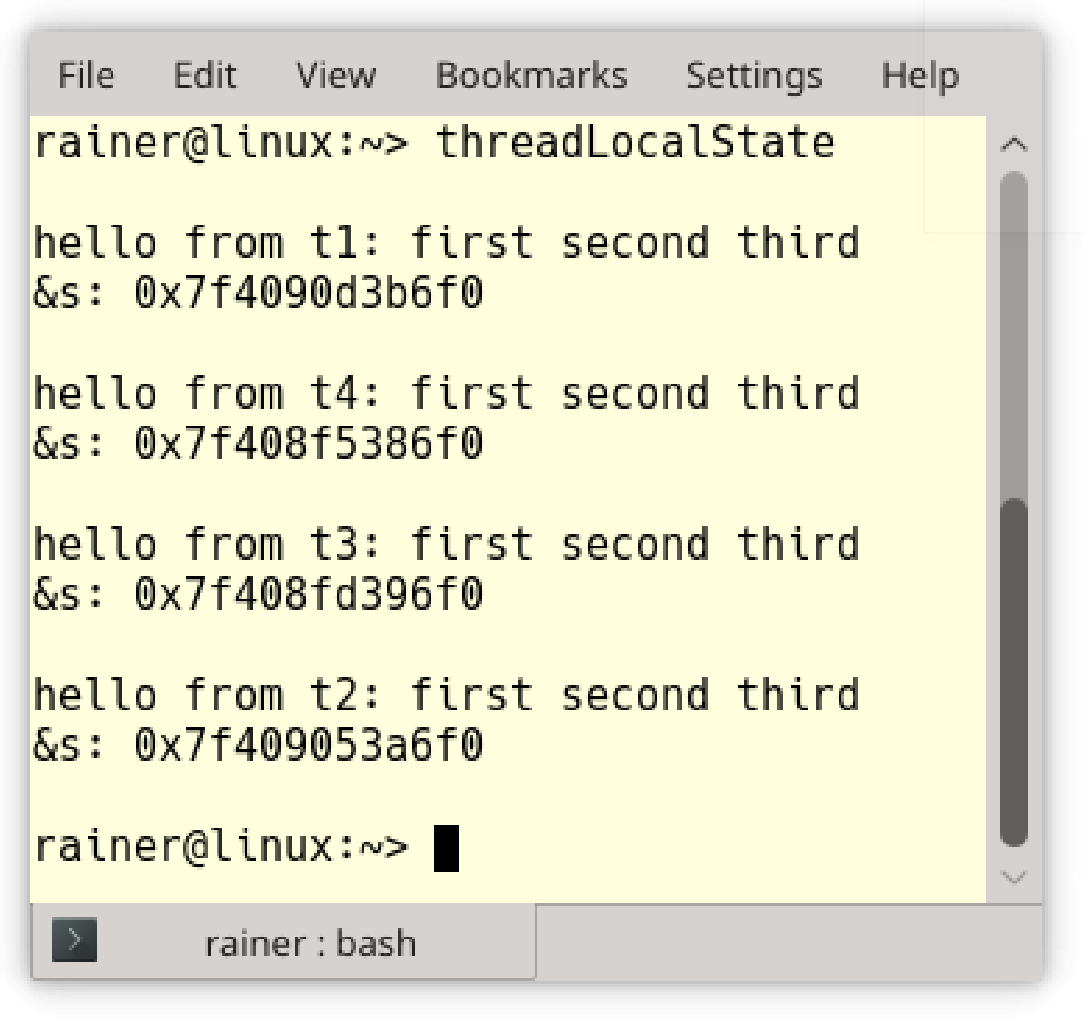 File Edit View Bookmarks Settings Help
rainer@linux:~> threadLocalState
hello from t1: first second third
&s: 0x7f4090d3b6f0
hello from t4: first second third
&s: 0x7f408f5386f0
hello from t3: first second third
&s: 0x7f408fd396f0
hello from t2: first second third
&s: 0x7f409053a6f0
rainer@linux:~>
rainer : bash